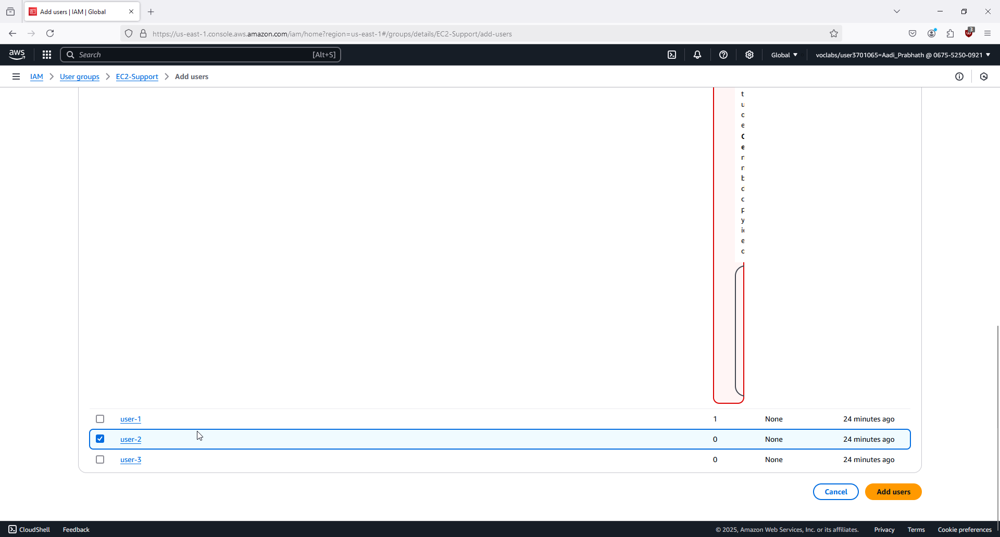 Add users | IAM | Global
https://us-east-1.console.aws.amazon.com/iam/home?region=us-east-1#/groups/details/EC2-Support/add-users
3
aws
Search
[Alt+S]
Global
voclabs/user3701065=Aadi_Prabhath @ 0675-5250-0921
IAM
User groups
EC2-Support
Add users
t
u
o
e
C
e
n
n
b
d
c
p
y
ie
e
o
user-1 1 None 24 minutes ago
user-2 0 None 24 minutes ago
user-3 0 None 24 minutes ago
Cancel
Add users
CloudShell
Feedback
© 2025, Amazon Web Services, Inc. or its affiliates.
Privacy
Terms
Cookie preferences